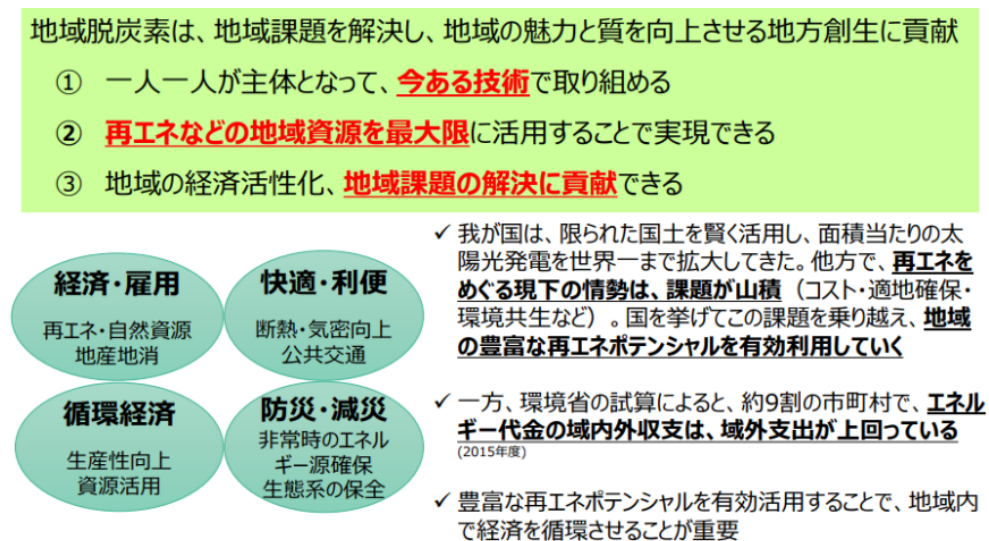 地域脱炭素は、地域課題を解決し、地域の魅力と質を向上させる地方創生に貢献
① 一人一人が主体となって、今ある技術で取り組める
② 再エネなどの地域資源を最大限に活用することで実現できる
③ 地域の経済活性化、地域課題の解決に貢献できる
経済・雇用
再エネ・自然資源
地産地消
快適・利便
断熱・気密向上
公共交通
循環経済
生産性向上
資源活用
防災・減災
非常時のエネル
ギー源確保
生態系の保全
✓ 我が国は、限られた国土を賢く活用し、面積当たりの太
陽光発電を世界一まで拡大してきた。他方で、再エネを
めぐる現下の情勢は、課題が山積（コスト・適地確保・
環境共生など）。国を挙げてこの課題を乗り越え、地域
の豊富な再エネポテンシャルを有効利用していく
✓ 一方、環境省の試算によると、約9割の市町村で、エネル
ギー代金の域内外収支は、域外支出が上回っている
(2015年度)
✓ 豊富な再エネポテンシャルを有効活用することで、地域内
で経済を循環させることが重要